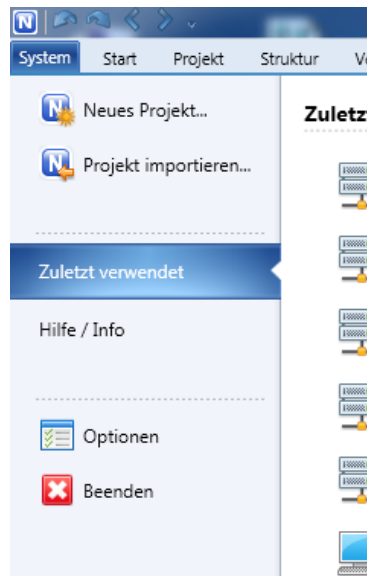 N
System Start Projekt Struktur
Neues Projekt...
Projekt importieren...
Zuletzt verwendet
Hilfe / Info
Optionen
Beenden